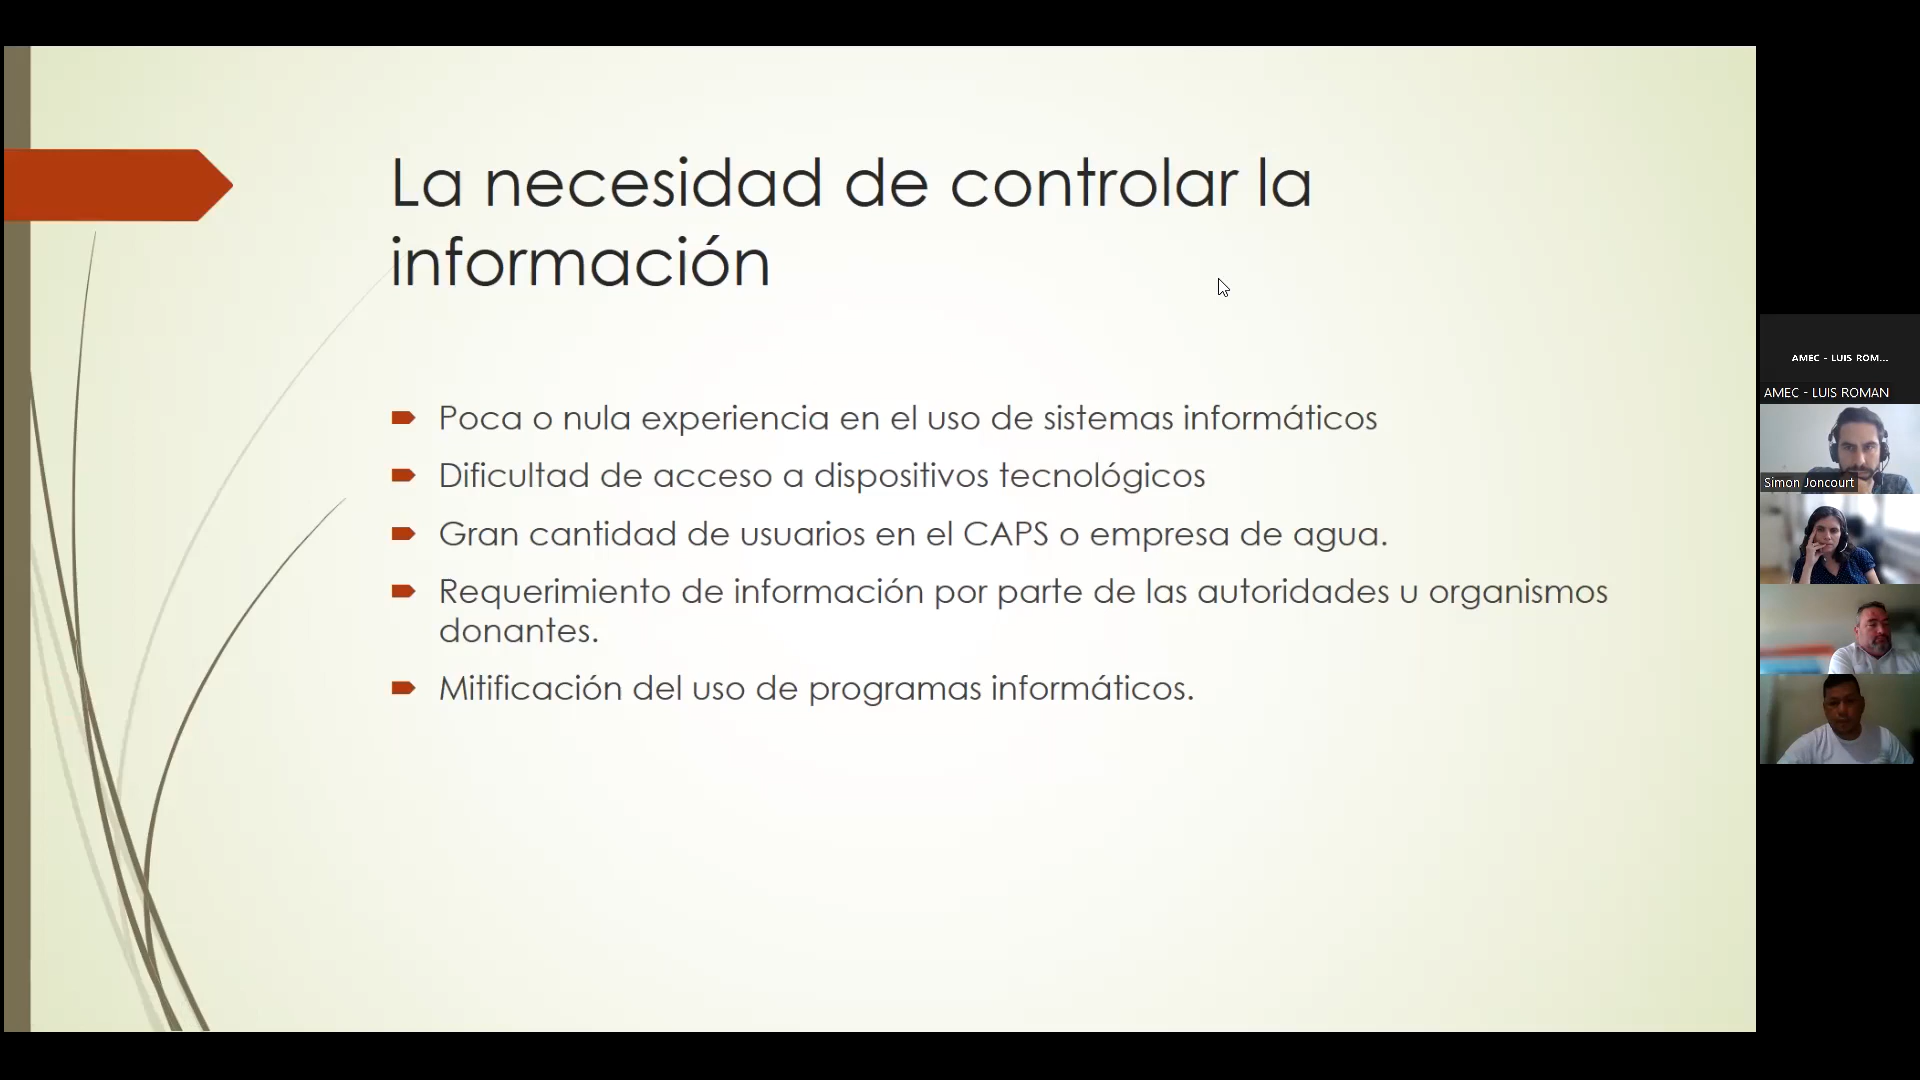 La necesidad de controlar la
información
Poca o nula experiencia en el uso de sistemas informáticos
Dificultad de acceso a dispositivos tecnológicos
Gran cantidad de usuarios en el CAPS o empresa de agua.
Requerimiento de información por parte de las autoridades u organismos
donantes.
Mitificación del uso de programas informáticos.
AMEC - LUIS ROM...
AMEC - LUIS ROMAN
Simon Joncourt